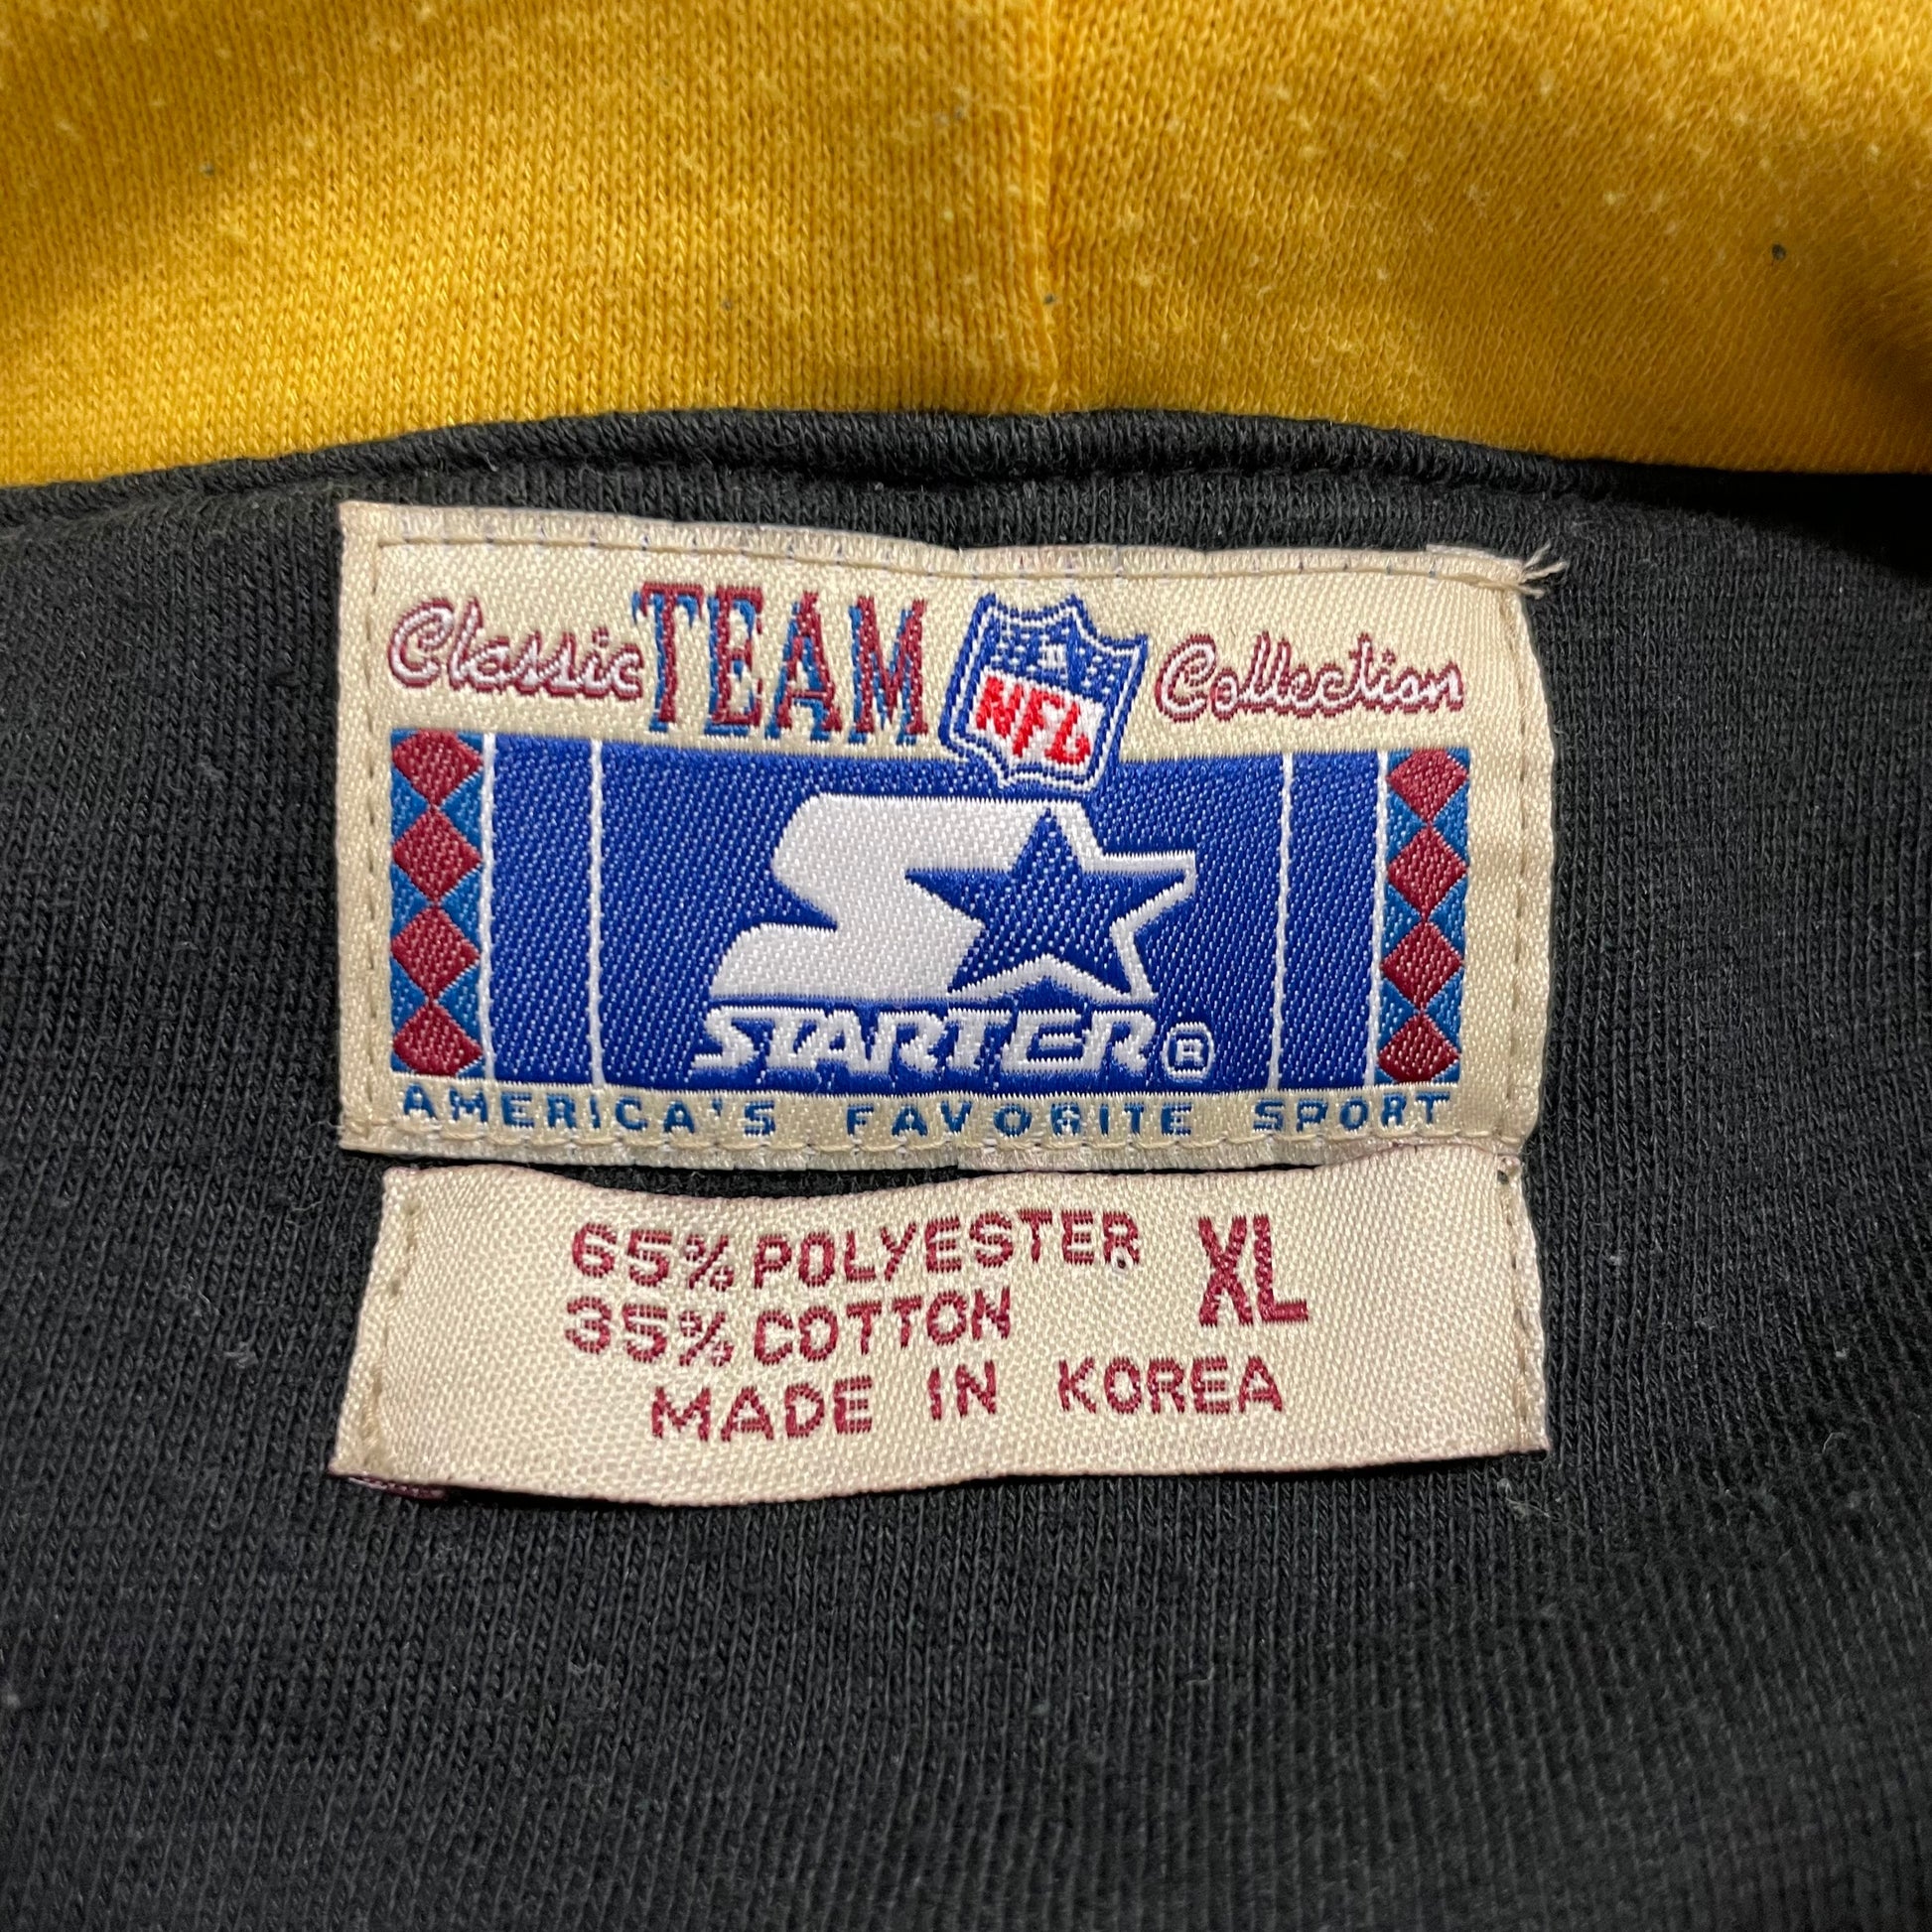 Classic TEAM NFL Collection
STARTER®
AMERICA'S FAVORITE SPORT
65% POLYESTER XL
35% COTTON
MADE IN KOREA